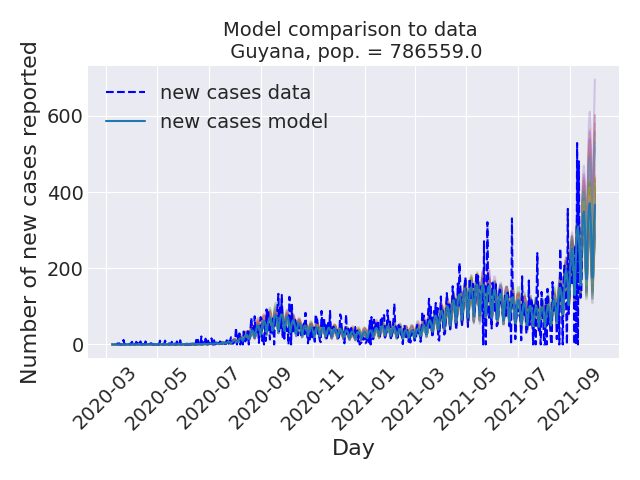 Model comparison to data
Guyana, pop. = 786559.0
Number of new cases reported
new cases data
new cases model
600
400
200
0
2020-03
2020-05
2020-07
2020-09
2020-11
2021-01
2021-03
2021-05
2021-07
2021-09
Day